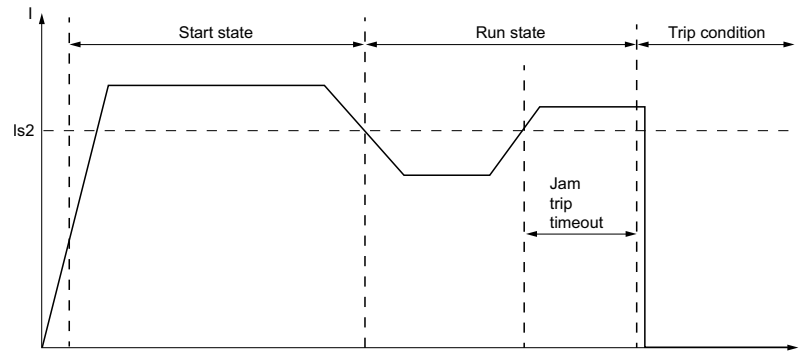 I
Start state
Run state
Trip condition
Is2
Jam
trip
timeout